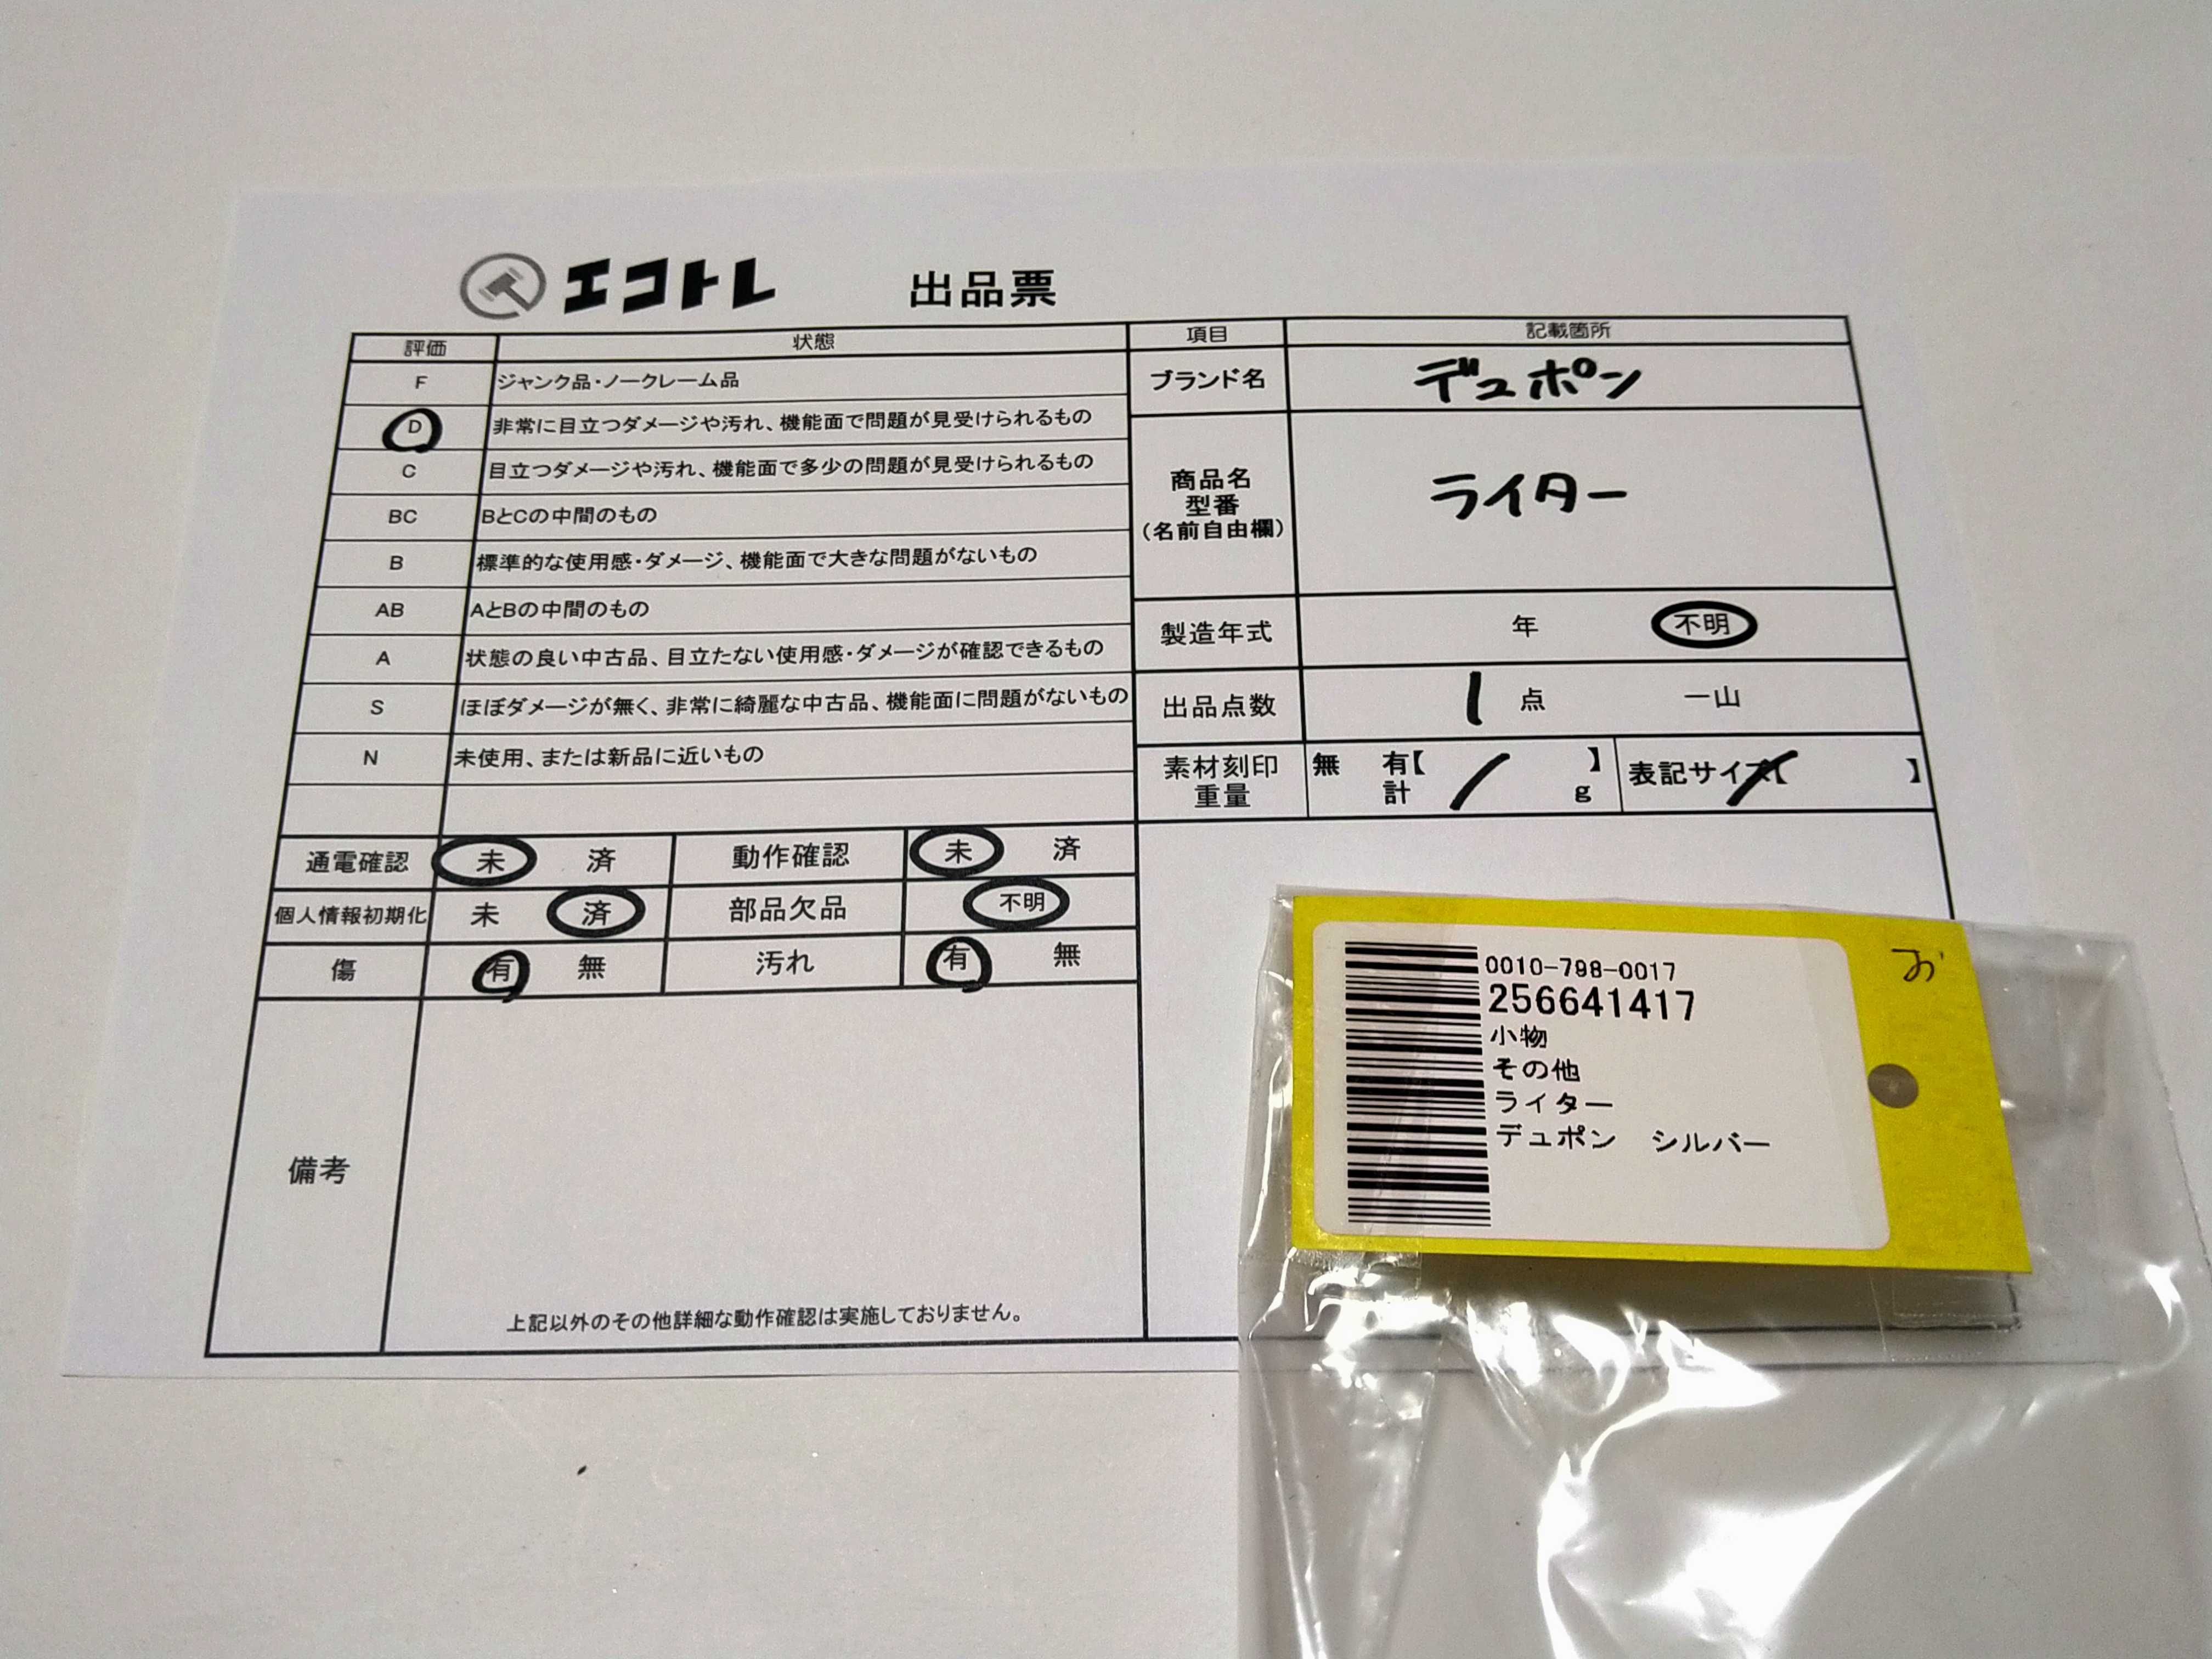 エコトレ 出品票
評価 状態
F ジャンク品・ノークレーム品
D 非常に目立つダメージや汚れ、機能面で問題が見受けられるもの
C 目立つダメージや汚れ、機能面で多少の問題が見受けられるもの
BC BとCの中間のもの
B 標準的な使用感・ダメージ、機能面で大きな問題がないもの
AB AとBの中間のもの
A 状態の良い中古品、目立たない使用感・ダメージが確認できるもの
S ほぼダメージが無く、非常に綺麗な中古品、機能面に問題がないもの
N 未使用、または新品に近いもの
項目 記載箇所
ブランド名 デュポン
商品名
型番
(名前自由欄)
ライター
製造年式 年 不明
出品点数 1 点 一山
素材刻印 無 有【 】
重量 計 g
表記サイズ【 】
通電確認 未 済 動作確認 未 済
個人情報初期化 未 済 部品欠品 不明
傷 有 無 汚れ 有 無
備考
上記以外のその他詳細な動作確認は実施しておりません。
お
0010-798-0017
256641417
小物
その他
ライター
デュポン シルバー